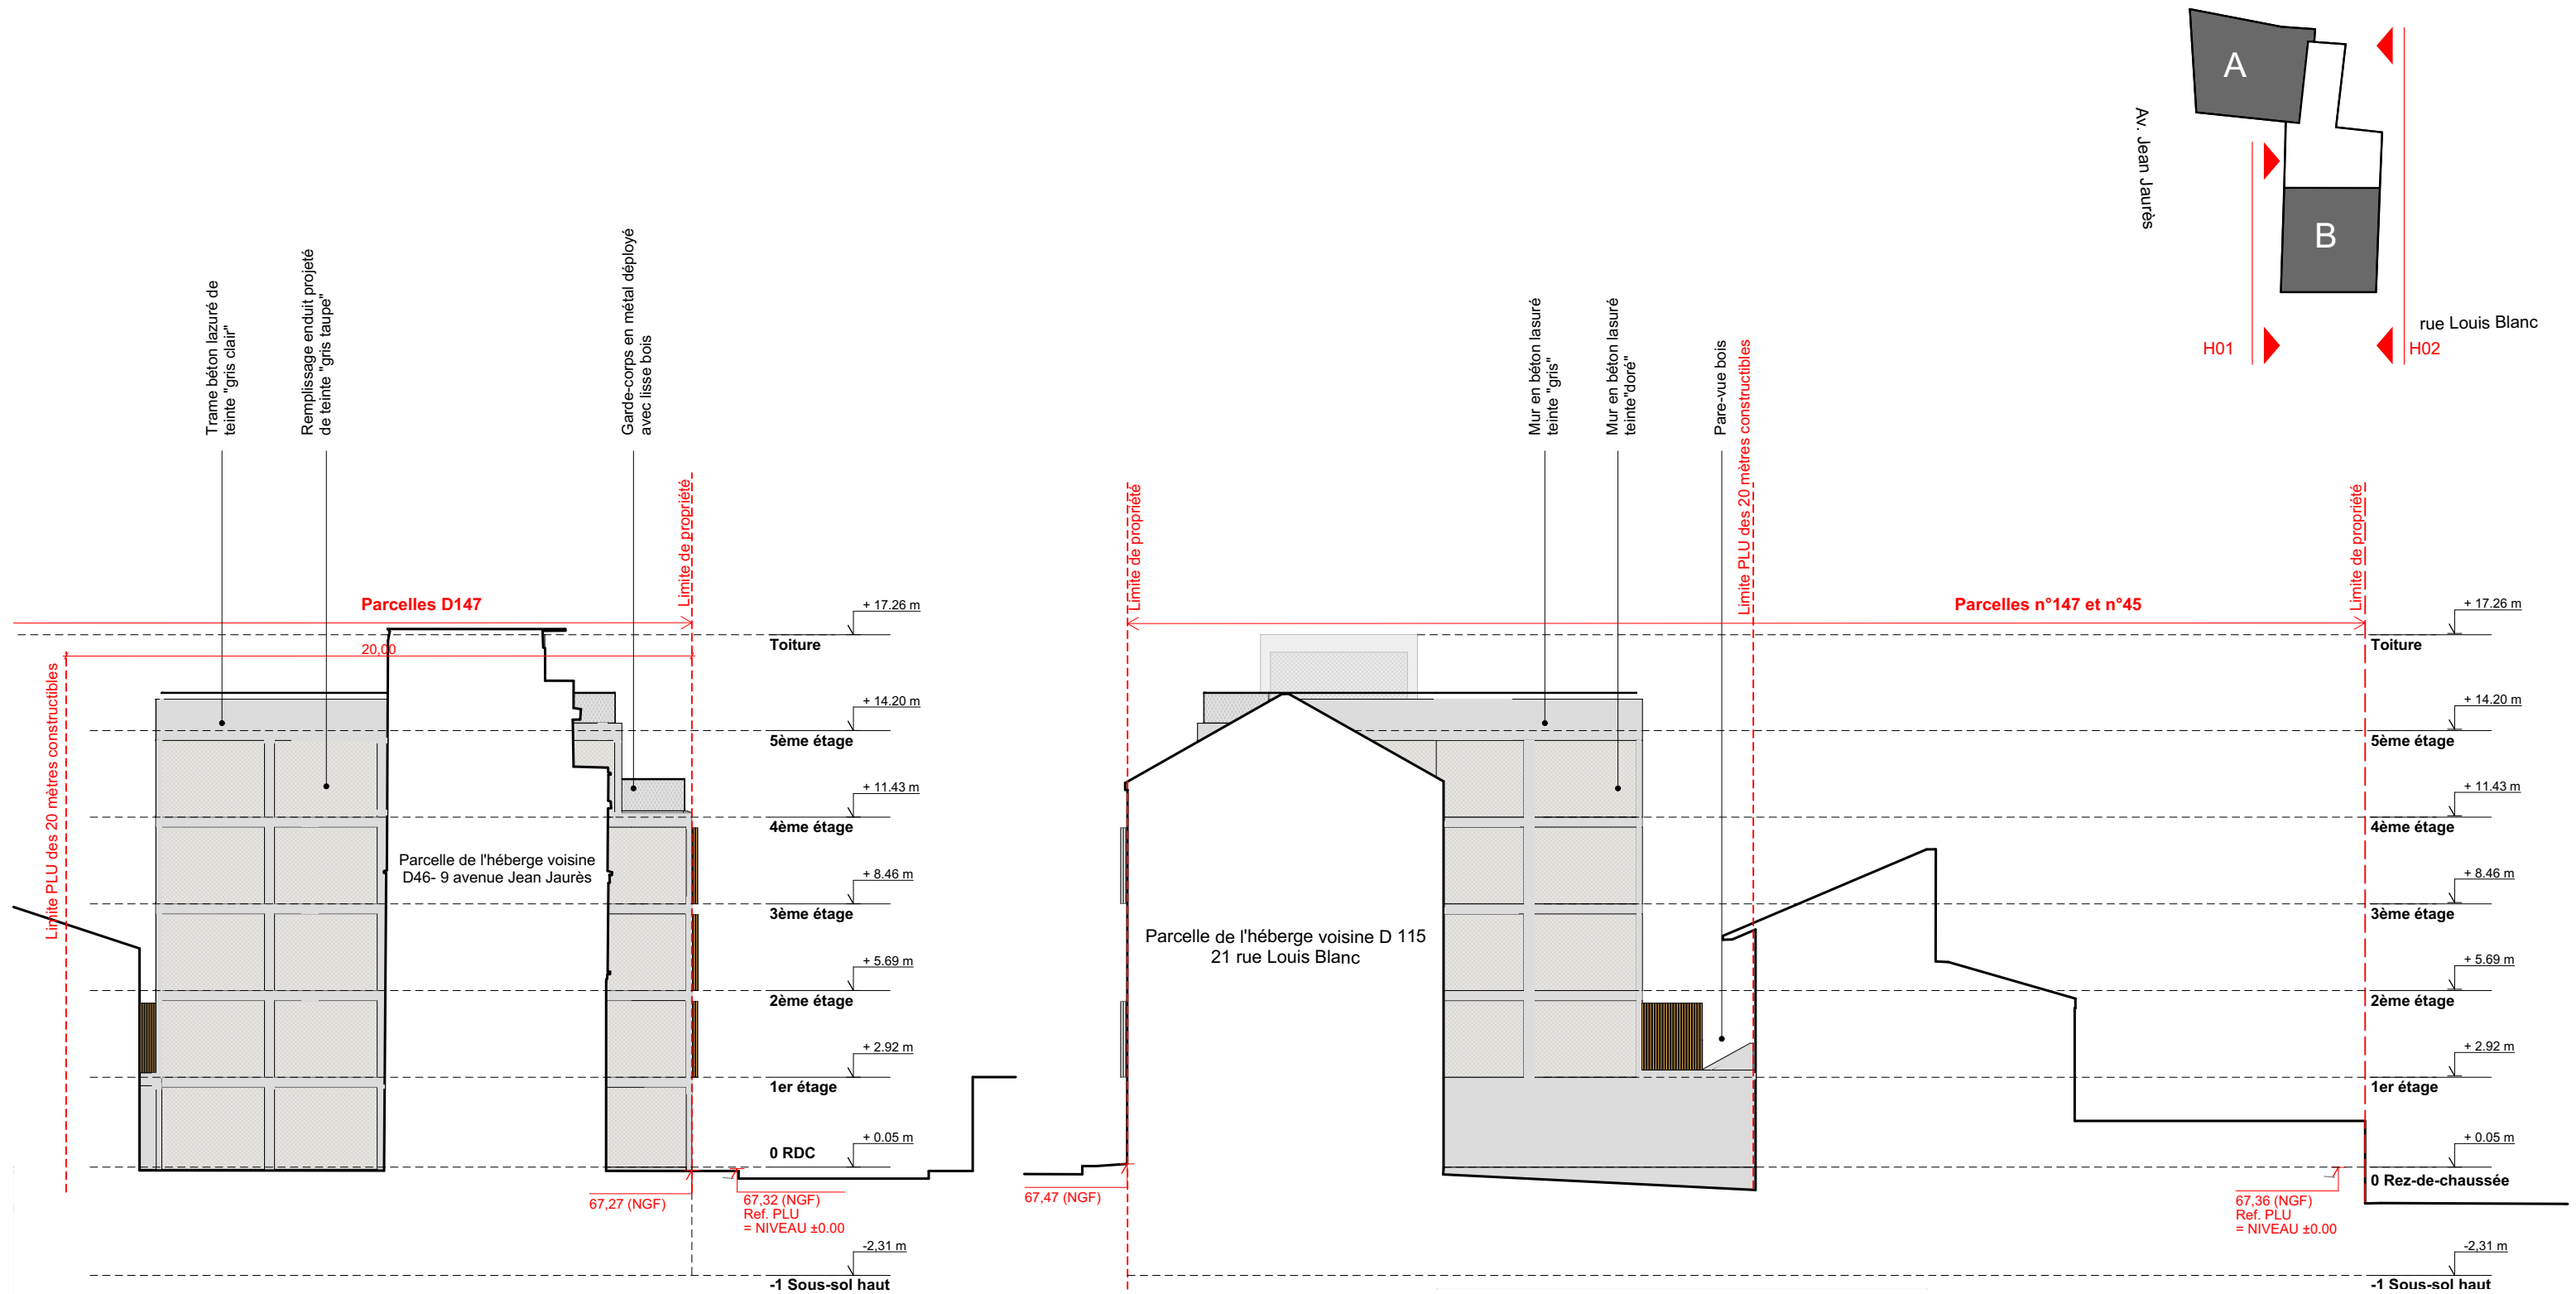 A
Av. Jean Jaurès
B
rue Louis Blanc
H01
H02
Trame béton lazuré de
teinte "gris clair"
Remplissage enduit projeté
de teinte "gris taupe"
Garde-corps en métal déployé
avec lisse bois
Limite de propriété
Parcelles D147
20,00
Limite PLU des 20 mètres constructibles
+ 17.26 m
Toiture
+ 14.20 m
5ème étage
+ 11.43 m
4ème étage
Parcelle de l'héberge voisine
D46- 9 avenue Jean Jaurès
+ 8.46 m
3ème étage
+ 5.69 m
2ème étage
+ 2.92 m
1er étage
+ 0.05 m
0 RDC
67,27 (NGF)
67,32 (NGF)
Ref. PLU
= NIVEAU ±0.00
-2,31 m
-1 Sous-sol haut
Mur en béton lasuré
teinte "gris"
Mur en béton lasuré
teinte"doré"
Pare-vue bois
Limite PLU des 20 mètres constructibles
Limite de propriété
Parcelles n°147 et n°45
Limite de propriété
+ 17.26 m
Toiture
+ 14.20 m
5ème étage
+ 11.43 m
4ème étage
+ 8.46 m
3ème étage
Parcelle de l'héberge voisine D 115
21 rue Louis Blanc
+ 5.69 m
2ème étage
+ 2.92 m
1er étage
+ 0.05 m
0 Rez-de-chaussée
67,47 (NGF)
67,36 (NGF)
Ref. PLU
= NIVEAU ±0.00
-2,31 m
-1 Sous-sol haut